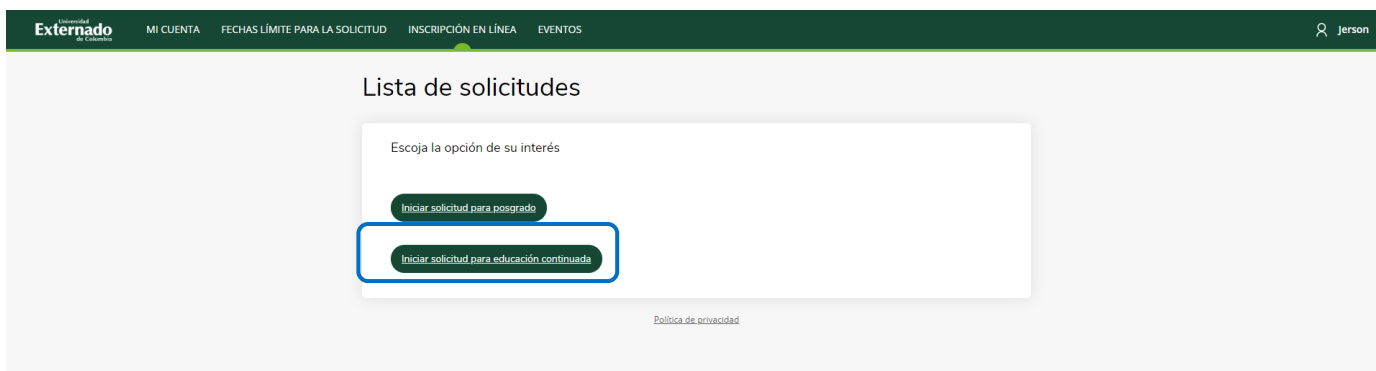 Universidad
Externado
de Colombia
MI CUENTA FECHAS LÍMITE PARA LA SOLICITUD INSCRIPCIÓN EN LÍNEA EVENTOS Jerson
Lista de solicitudes
Escoja la opción de su interés
Iniciar solicitud para posgrado
Iniciar solicitud para educación continuada
Política de privacidad